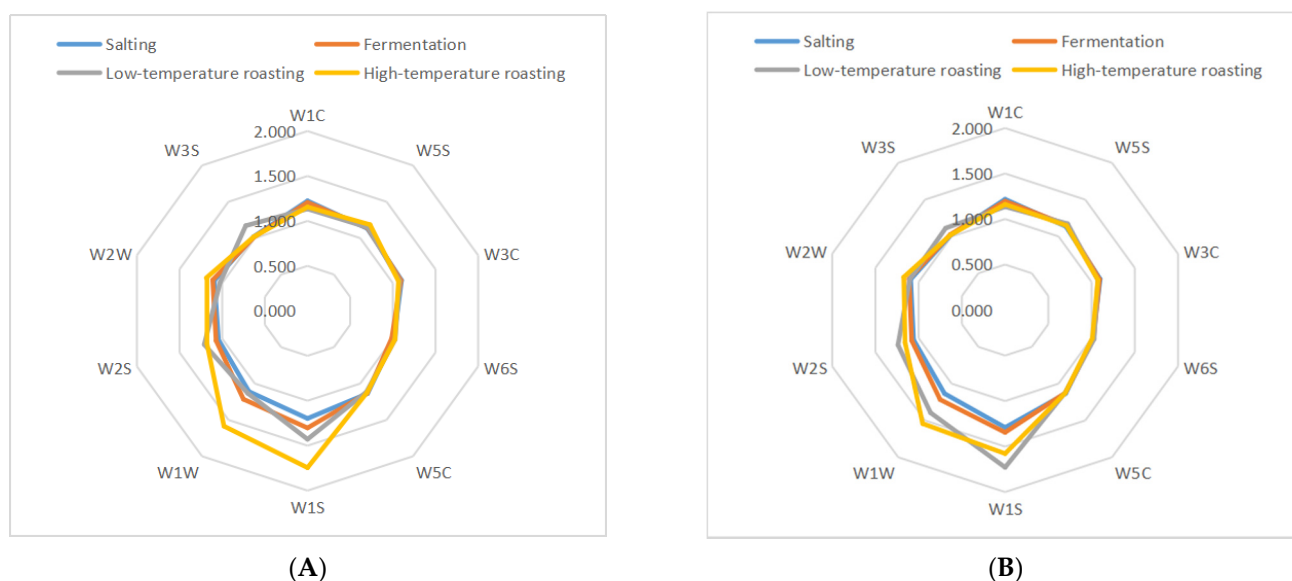 Salting Fermentation
Low-temperature roasting High-temperature roasting
W1C
2.000
W3S W5S
1.500
1.000
W2W W3C
0.500
0.000
W2S W6S
W1W W5C
W1S
(A)
Salting Fermentation
Low-temperature roasting High-temperature roasting
W1C
2.000
W3S W5S
1.500
1.000
W2W W3C
0.500
0.000
W2S W6S
W1W W5C
W1S
(B)